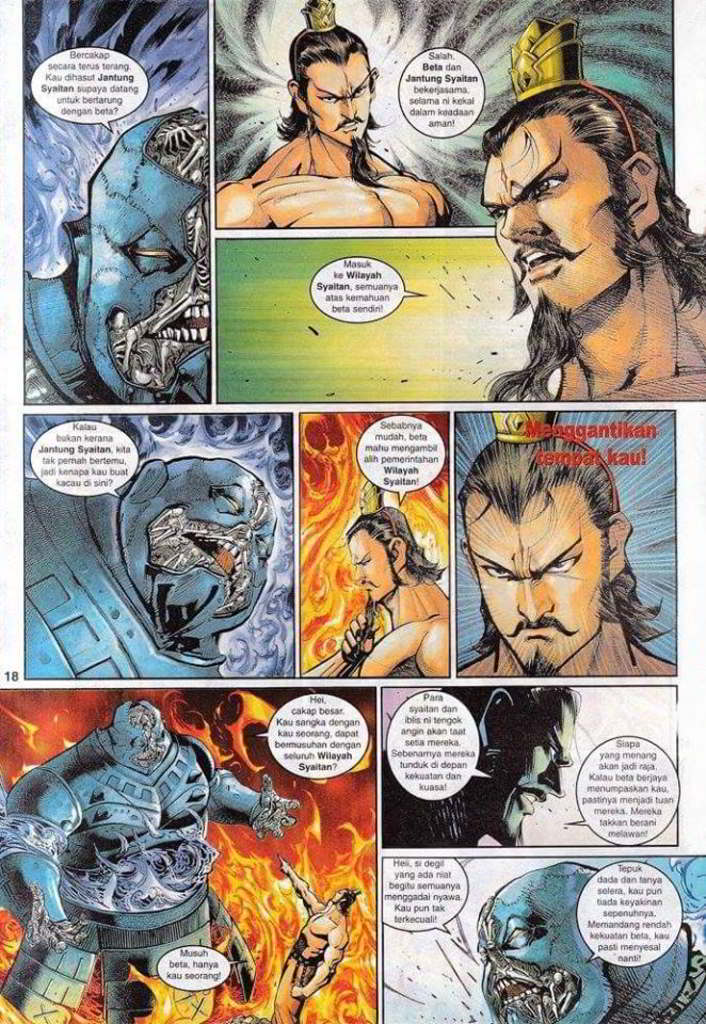 Bercakap
secara terus terang.
Kau dihasut Jantung
Syaitan supaya datang
untuk bertarung
dengan beta?
Salah.
Beta dan
Jantung Syaitan
bekerjasama,
selama ni kekal
dalam keadaan
aman!
Masuk
ke Wilayah
Syaitan, semuanya
atas kemahuan
beta sendiri!
Kalau
bukan kerana
Jantung Syaitan, kita
tak pernah bertemu,
jadi kenapa kau buat
kacau di sini?
Sebabnya
mudah, beta
mahu mengambil
alih pemerintahan
Wilayah
Syaitan!
Menggantikan
tempat kau!
18
Hei,
cakap besar.
Kau sangka dengan
kau seorang, dapat
bermusuhan dengan
seluruh Wilayah
Syaitan?
Musuh
beta, hanya
kau seorang!
Para
syaitan dan
iblis ni tengok
angin akan taat
setia mereka.
Sebenarnya mereka
tunduk di depan
kekuatan dan
kuasa!
Siapa
yang menang
akan jadi raja.
Kalau beta berjaya
menumpaskan kau,
pastinya menjadi tuan
mereka. Mereka
takkan berani
melawan!
Heii, si degil
yang ada niat
begitu semuanya
menggadai nyawa.
Kau pun tak
terkecuali!
Tepuk
dada dan tanya
selera, kau pun
tiada keyakinan
sepenuhnya.
Memandang rendah
kekuatan beta, kau
pasti menyesal
nanti!